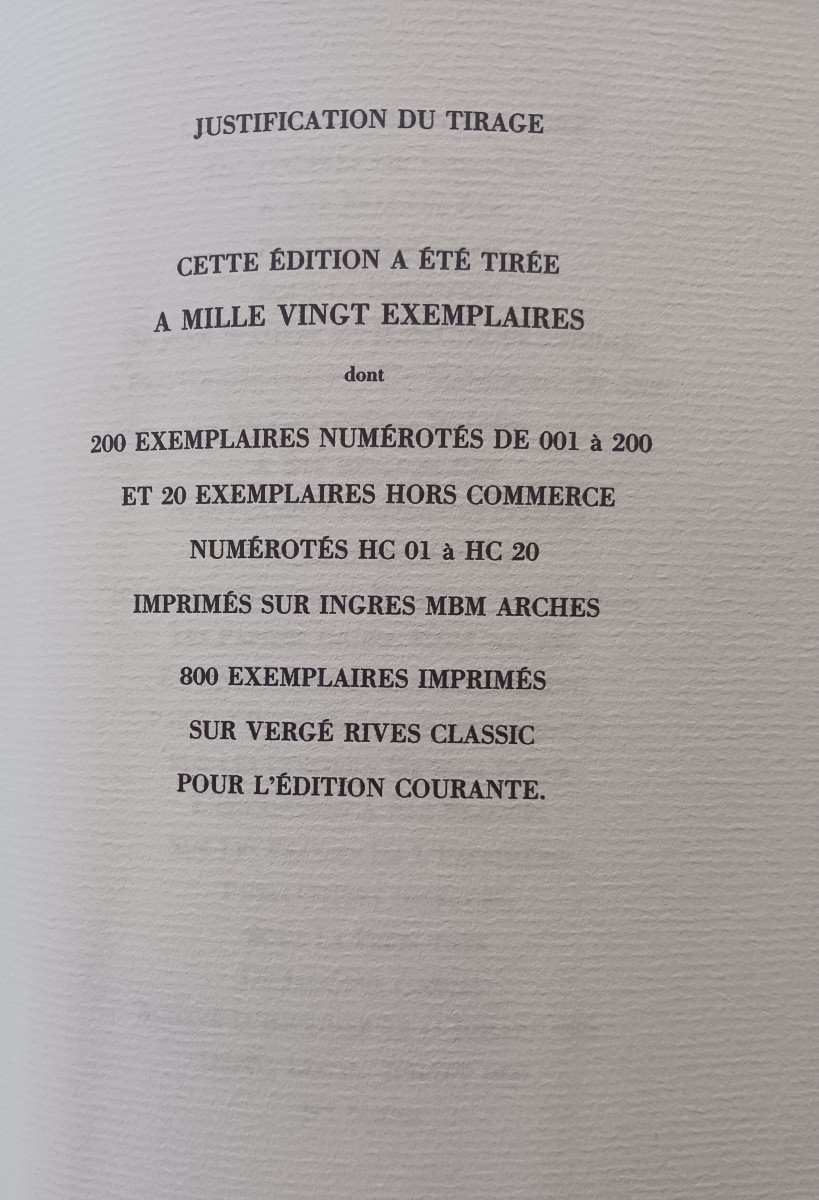 JUSTIFICATION DU TIRAGE
CETTE ÉDITION A ÉTÉ TIRÉE
A MILLE VINGT EXEMPLAIRES
dont
200 EXEMPLAIRES NUMÉROTÉS DE 001 à 200
ET 20 EXEMPLAIRES HORS COMMERCE
NUMÉROTÉS HC 01 à HC 20
IMPRIMÉS SUR INGRES MBM ARCHES
800 EXEMPLAIRES IMPRIMÉS
SUR VERGÉ RIVES CLASSIC
POUR L'ÉDITION COURANTE.